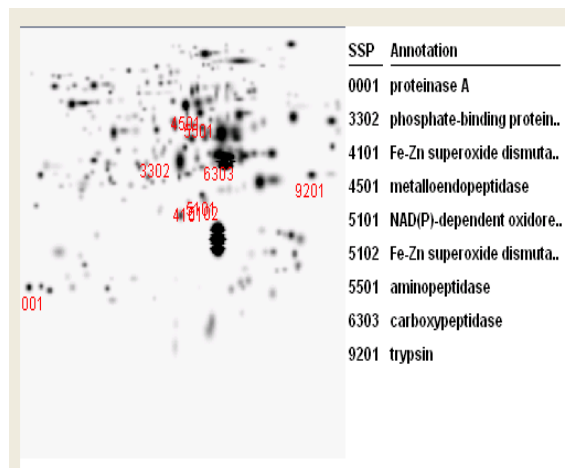 SSP Annotation
0001 proteinase A
3302 phosphate-binding protein..
4101 Fe-Zn superoxide dismuta..
4501 metalloendopeptidase
5101 NAD(P)-dependent oxidore..
5102 Fe-Zn superoxide dismuta..
5501 aminopeptidase
6303 carboxypeptidase
9201 trypsin
4501
5501
3302
6303
9201
5101
4101
5102
001